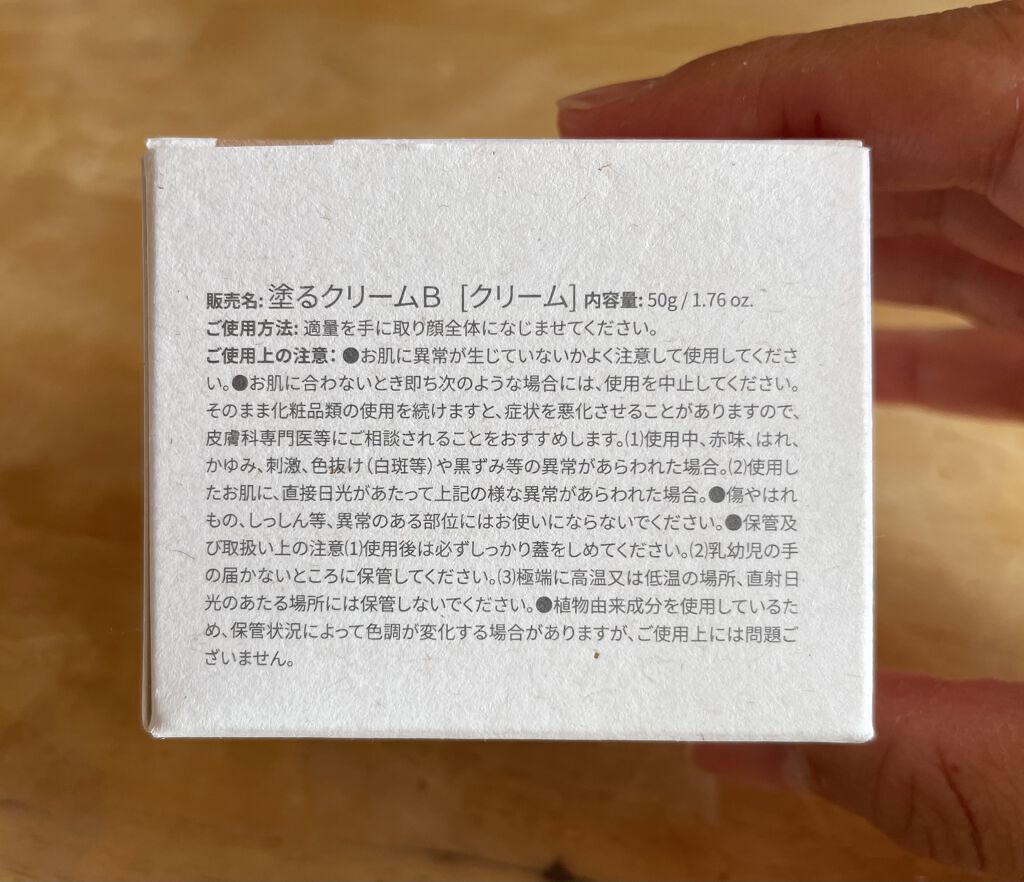 販売名: 塗るクリームB [クリーム] 内容量: 50g / 1.76 oz.
ご使用方法: 適量を手に取り顔全体になじませてください。
ご使用上の注意: ●お肌に異常が生じていないかよく注意して使用してくださ
い。●お肌に合わないとき即ち次のような場合には、使用を中止してください。
そのまま化粧品類の使用を続けますと、症状を悪化させることがありますので、
皮膚科専門医等にご相談されることをおすすめします。(1)使用中、赤味、はれ、
かゆみ、刺激、色抜け(白斑等)や黒ずみ等の異常があらわれた場合。(2)使用し
たお肌に、直接日光があたって上記の様な異常があらわれた場合。●傷やはれ
もの、しっしん等、異常のある部位にはお使いにならないでください。●保管及
び取扱い上の注意(1)使用後は必ずしっかり蓋をしめてください。(2)乳幼児の手
の届かないところに保管してください。(3)極端に高温又は低温の場所、直射日
光のあたる場所には保管しないでください。●植物由来成分を使用しているた
め、保管状況によって色調が変化する場合がありますが、ご使用上には問題ご
ざいません。